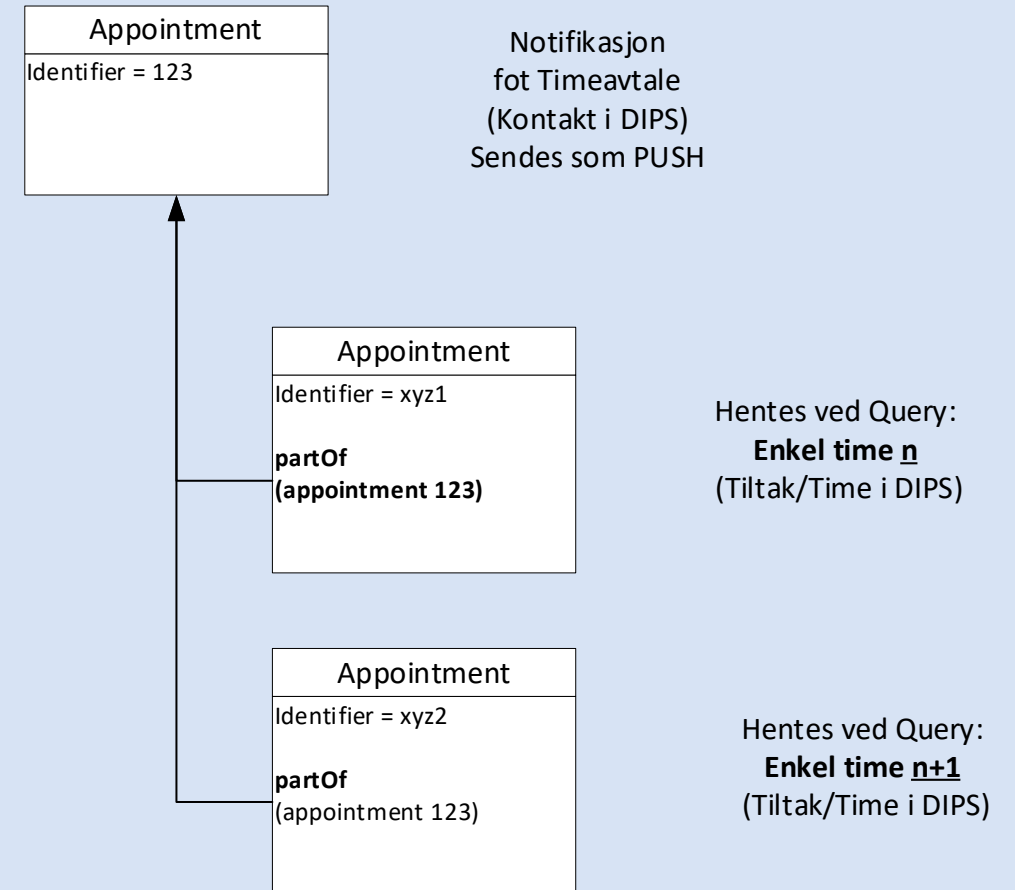 Appointment
Identifier = 123
Notifikasjon
fot Timeavtale
(Kontakt i DIPS)
Sendes som PUSH
Appointment
Identifier = xyz1
partOf
(appointment 123)
Hentes ved Query:
Enkel time n
(Tiltak/Time i DIPS)
Appointment
Identifier = xyz2
partOf
(appointment 123)
Hentes ved Query:
Enkel time n+1
(Tiltak/Time i DIPS)